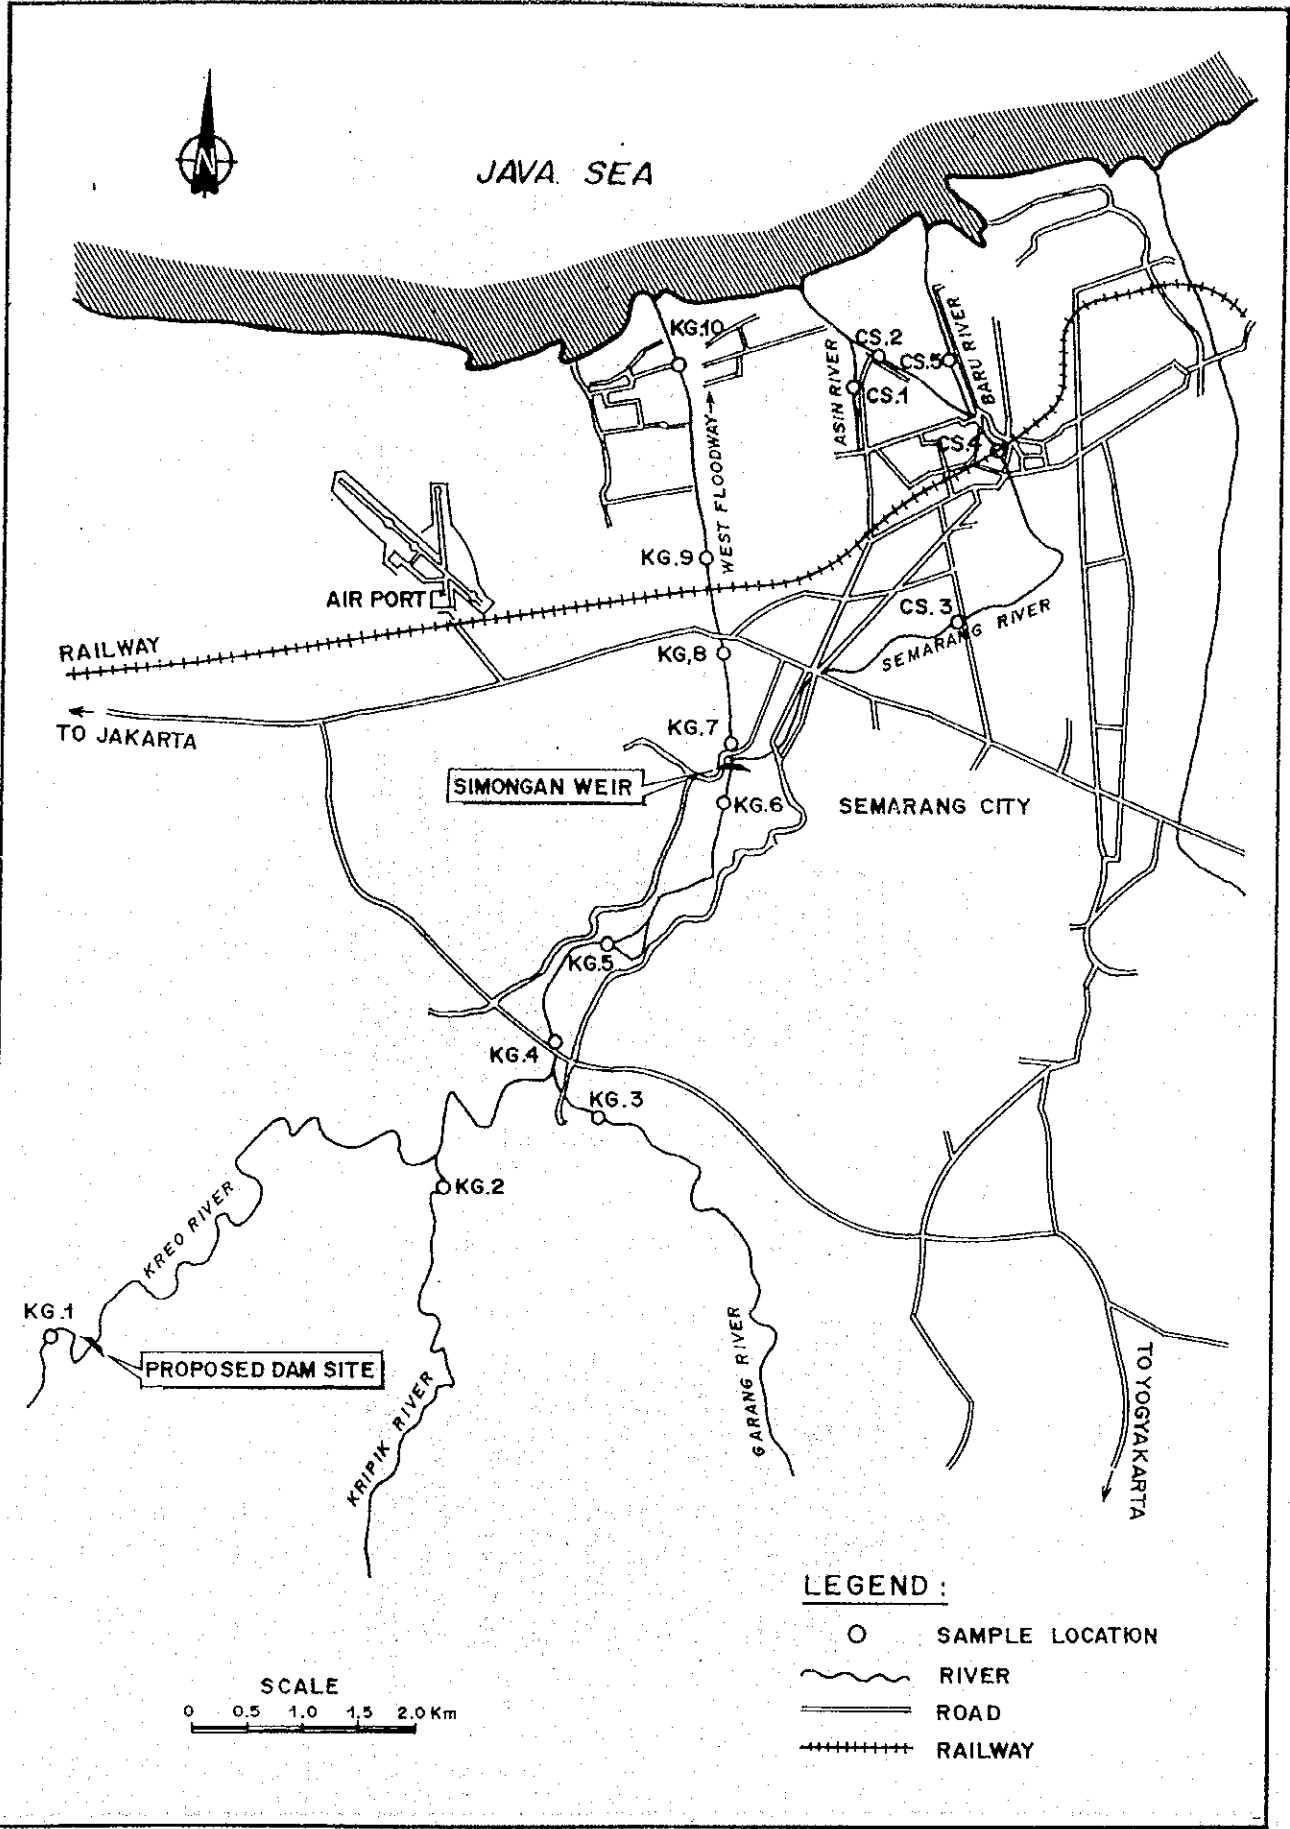 N
JAVA SEA
KG.10
CS.2
CS.5
CS.1
ASIN RIVER
BARU RIVER
CS.4
WEST FLOODWAY
KG.9
AIR PORT
CS.3
SEMARANG RIVER
RAILWAY
KG,8
TO JAKARTA
KG.7
SIMONGAN WEIR
KG.6
SEMARANG CITY
KG.5
KG.4
KG.3
KG.2
KREO RIVER
KG.1
PROPOSED DAM SITE
KRIPIK RIVER
GARANG RIVER
TO YOGYAKARTA
LEGEND :
SAMPLE LOCATION
RIVER
ROAD
RAILWAY
SCALE
0 0.5 1.0 1.5 2.0 Km